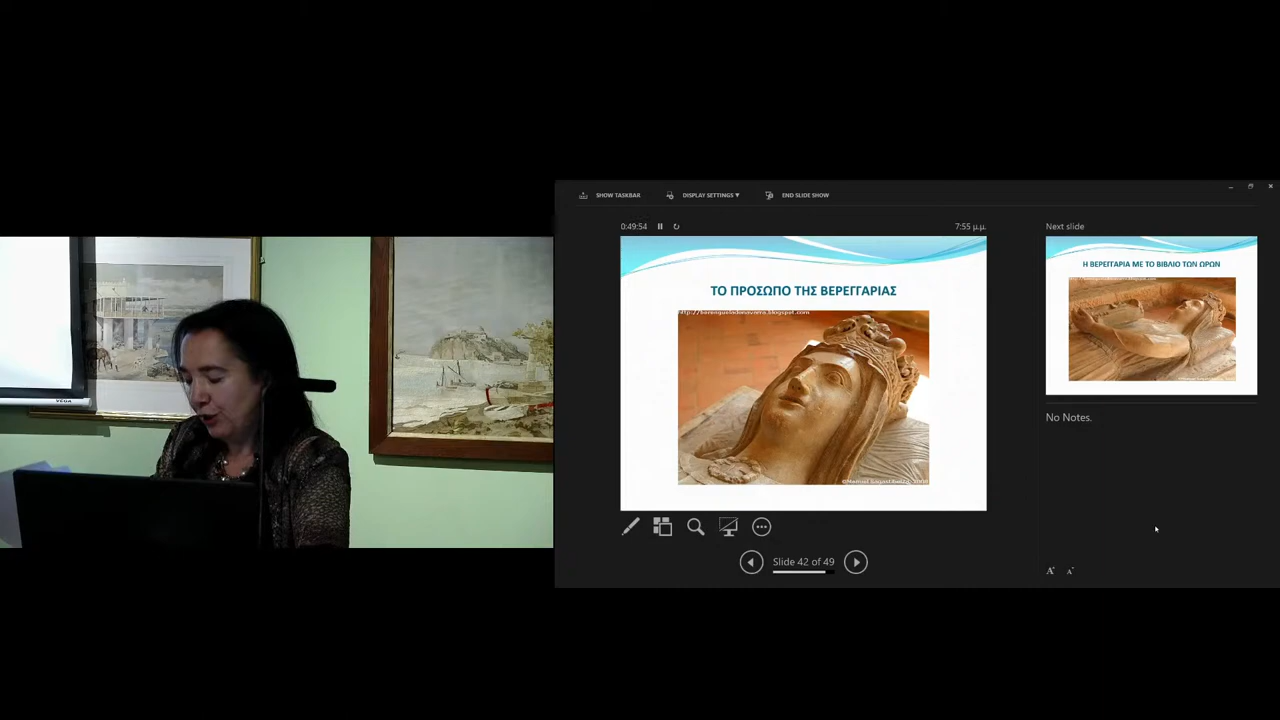 SHOW TASKBAR
DISPLAY SETTINGS ▼
END SLIDE SHOW
0:49:54
7:55 μ.μ.
Next slide
ΤΟ ΠΡΟΣΩΠΟ ΤΗΣ ΒΕΡΕΓΓΑΡΙΑΣ
Η ΒΕΡΕΓΓΑΡΙΑ ΜΕ ΤΟ ΒΙΒΛΙΟ ΤΩΝ ΩΡΩΝ
No Notes.
Slide 42 of 49
VEGA